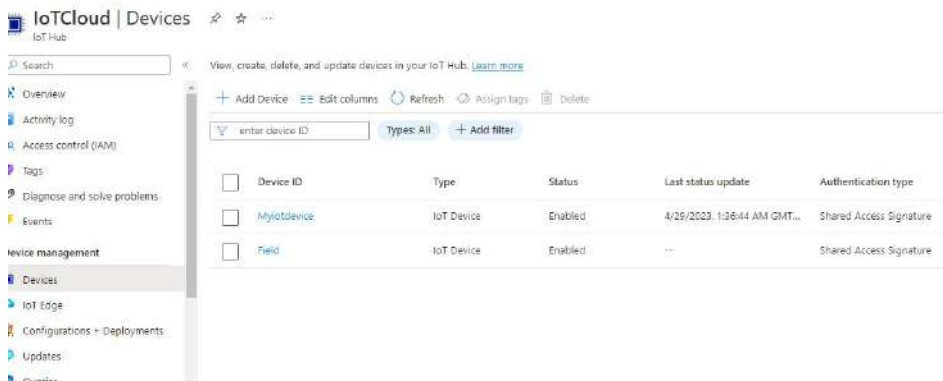 IoTCloud | Devices
IoT Hub
Search
View, create, delete, and update devices in your IoT Hub. Learn more
Overview
Activity log
Access control (IAM)
Tags
Diagnose and solve problems
Events
Device management
Devices
IoT Edge
Configurations + Deployments
Updates
Queries
+ Add Device Edit columns Refresh Assign tags Delete
enter device ID Types: All + Add filter
Device ID Type Status Last status update Authentication type
Myiotdevice IoT Device Enabled 4/29/2023, 1:36:44 AM GMT... Shared Access Signature
Field IoT Device Enabled -- Shared Access Signature